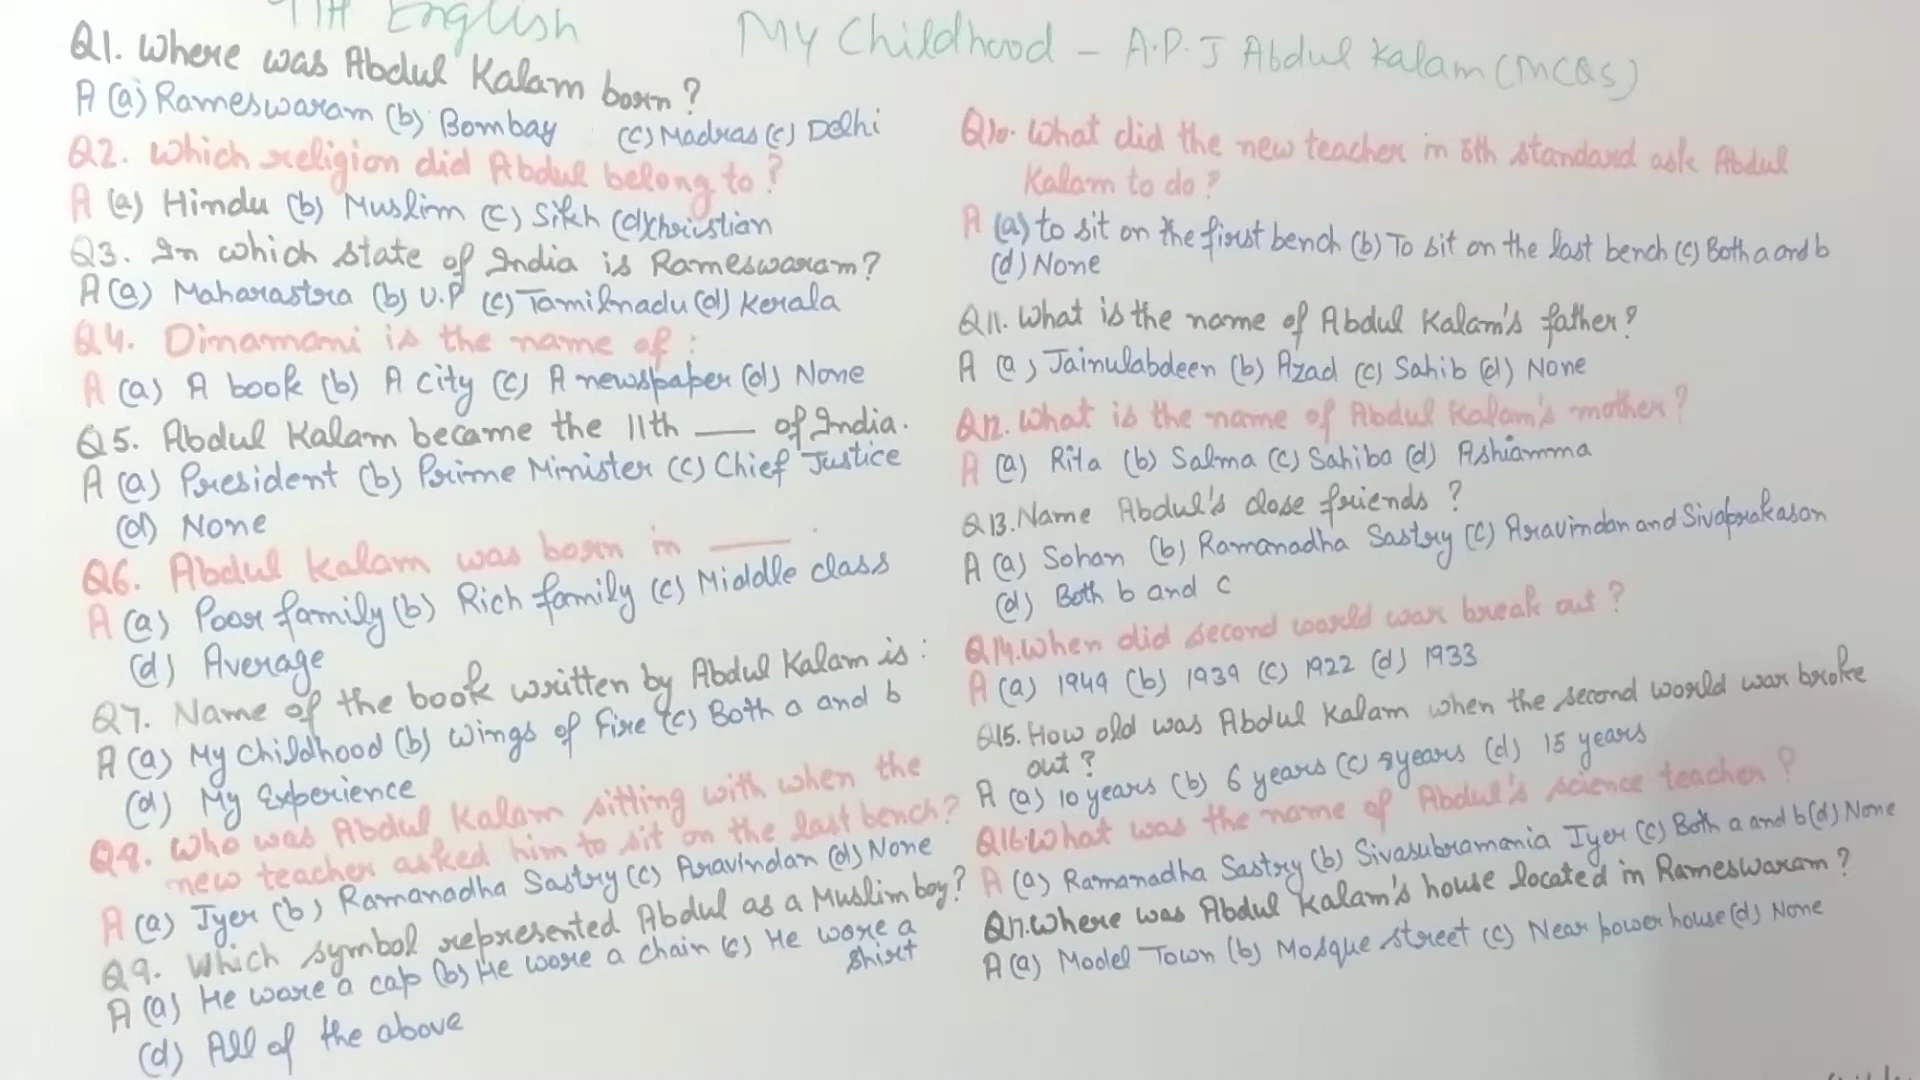 9TH English
My Childhood - A.P.J Abdul Kalam (MCQS)
Q1. Where was Abdul Kalam born?
A (a) Rameswaram (b) Bombay (c) Madras (c) Delhi
Q2. Which religion did Abdul belong to?
A (a) Hindu (b) Muslim (c) Sikh (d) Christian
Q3. In which state of India is Rameswaram?
A (a) Maharastra (b) U.P (c) Tamilnadu (d) Kerala
Q4. Dinamani is the name of :
A (a) A book (b) A city (c) A newspaper (d) None
Q5. Abdul Kalam became the 11th ___ of India.
A (a) President (b) Prime Minister (c) Chief Justice
(d) None
Q6. Abdul Kalam was born in ___ .
A (a) Poor family (b) Rich family (c) Middle class
(d) Average
Q7. Name of the book written by Abdul Kalam is :
A (a) My Childhood (b) Wings of Fire (c) Both a and b
(d) My Experience
Q8. Who was Abdul Kalam sitting with when the
new teacher asked him to sit on the last bench?
A (a) Iyer (b) Ramanadha Sastry (c) Aravindan (d) None
Q9. Which symbol represented Abdul as a Muslim boy?
A (a) He wore a cap (b) He wore a chain (c) He wore a
shirt
(d) All of the above
Q10. What did the new teacher in 5th standard ask Abdul
Kalam to do?
A (a) to sit on the first bench (b) To sit on the last bench (c) Both a and b
(d) None
Q11. What is the name of Abdul Kalam's father?
A (a) Jainulabdeen (b) Azad (c) Sahib (d) None
Q12. What is the name of Abdul Kalam's mother?
A (a) Rita (b) Salma (c) Sahiba (d) Ashiamma
Q13. Name Abdul's close friends ?
A (a) Sohan (b) Ramanadha Sastry (c) Aravindan and Sivaprakasan
(d) Both b and c
Q14. When did second world war break out ?
A (a) 1949 (b) 1939 (c) 1922 (d) 1933
Q15. How old was Abdul Kalam when the second world war broke
out ?
A (a) 10 years (b) 6 years (c) 8 years (d) 15 years
Q16. What was the name of Abdul's science teacher ?
A (a) Ramanadha Sastry (b) Sivasubramania Iyer (c) Both a and b (d) None
Q17. Where was Abdul Kalam's house located in Rameswaram ?
A (a) Model Town (b) Mosque street (c) Near power house (d) None